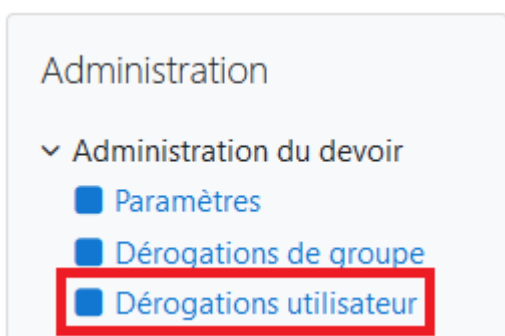 Administration
Administration du devoir
Paramètres
Dérogations de groupe
Dérogations utilisateur